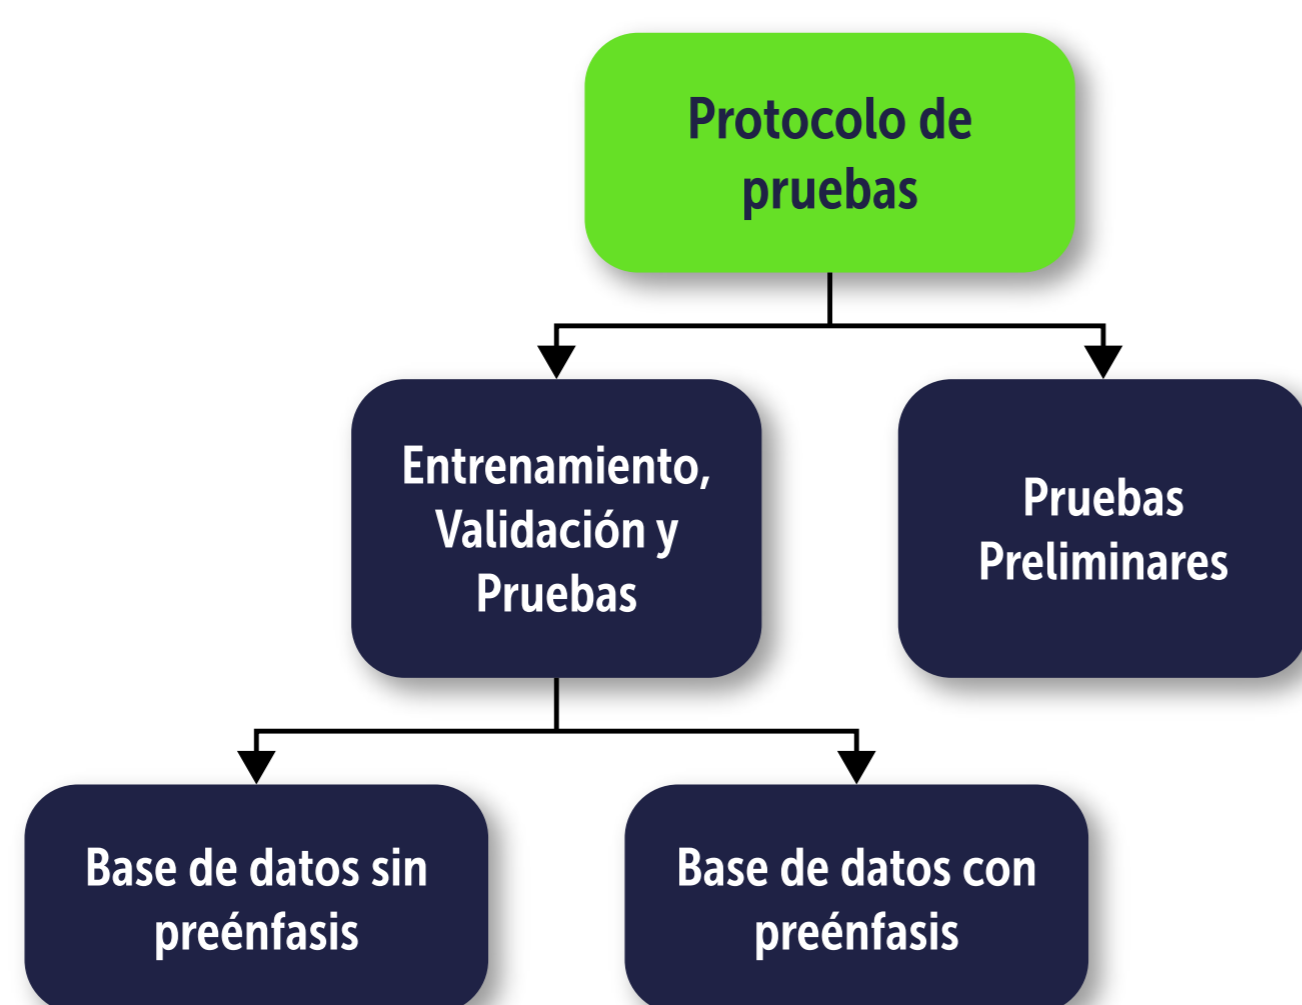 Protocolo de
pruebas
Entrenamiento,
Validación y
Pruebas
Pruebas
Preliminares
Base de datos sin
preénfasis
Base de datos con
preénfasis